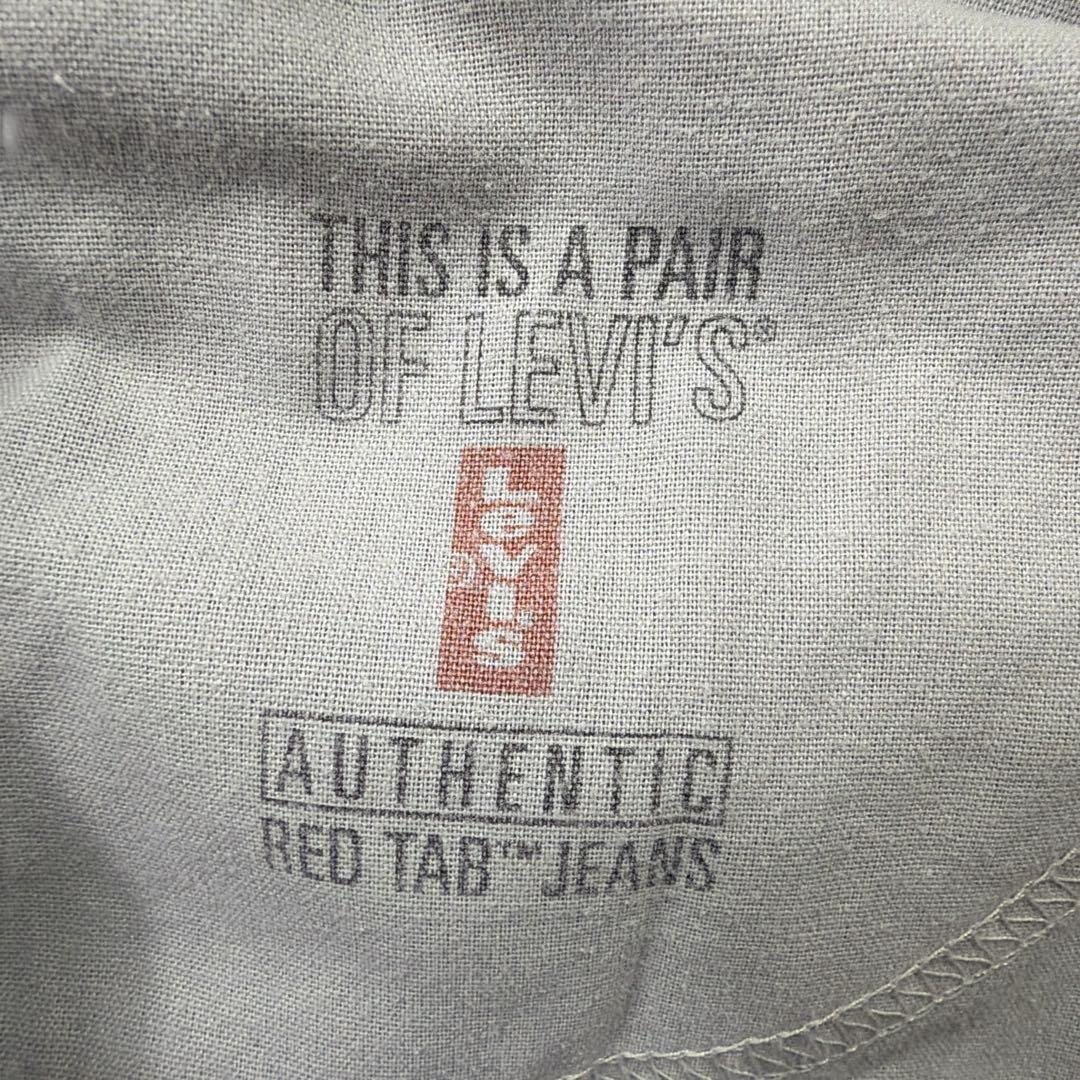 THIS IS A PAIR
OF LEVI'S®
LeVI'S
AUTHENTIC
RED TAB™ JEANS